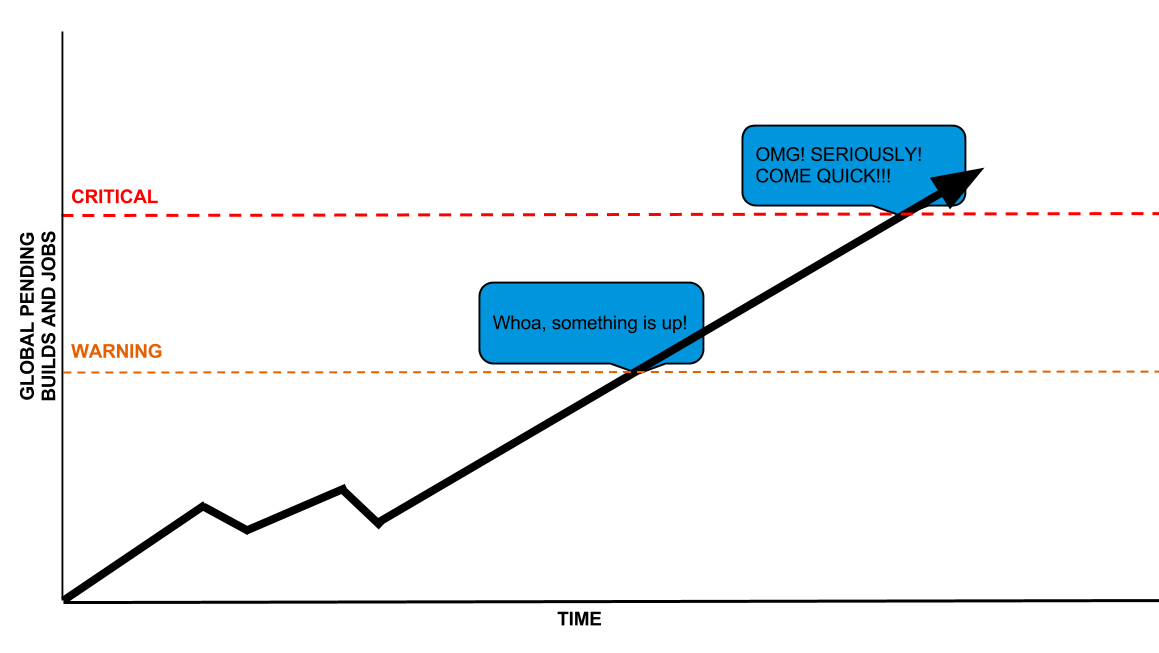 OMG! SERIOUSLY!
COME QUICK!!!
CRITICAL
GLOBAL PENDING
BUILDS AND JOBS
Whoa, something is up!
WARNING
TIME